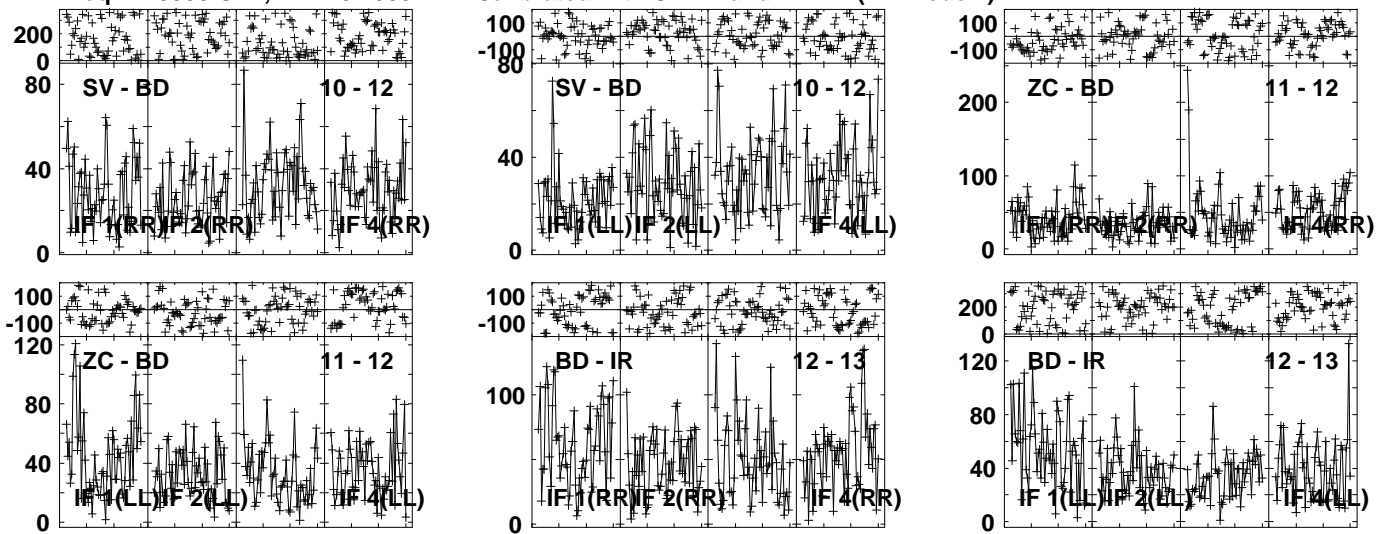 200
0
100
-100
100
-100
80
40
0
SV - BD 10 - 12
IF 1(RR) IF 2(RR) IF 4(RR)
80
40
0
SV - BD 10 - 12
IF 1(LL) IF 2(LL) IF 4(LL)
200
100
0
ZC - BD 11 - 12
IF 1(RR) IF 2(RR) IF 4(RR)
100
-100
100
-100
200
0
120
80
40
0
ZC - BD 11 - 12
IF 1(LL) IF 2(LL) IF 4(LL)
100
0
BD - IR 12 - 13
IF 1(RR) IF 2(RR) IF 4(RR)
120
80
40
0
BD - IR 12 - 13
IF 1(LL) IF 2(LL) IF 4(LL)